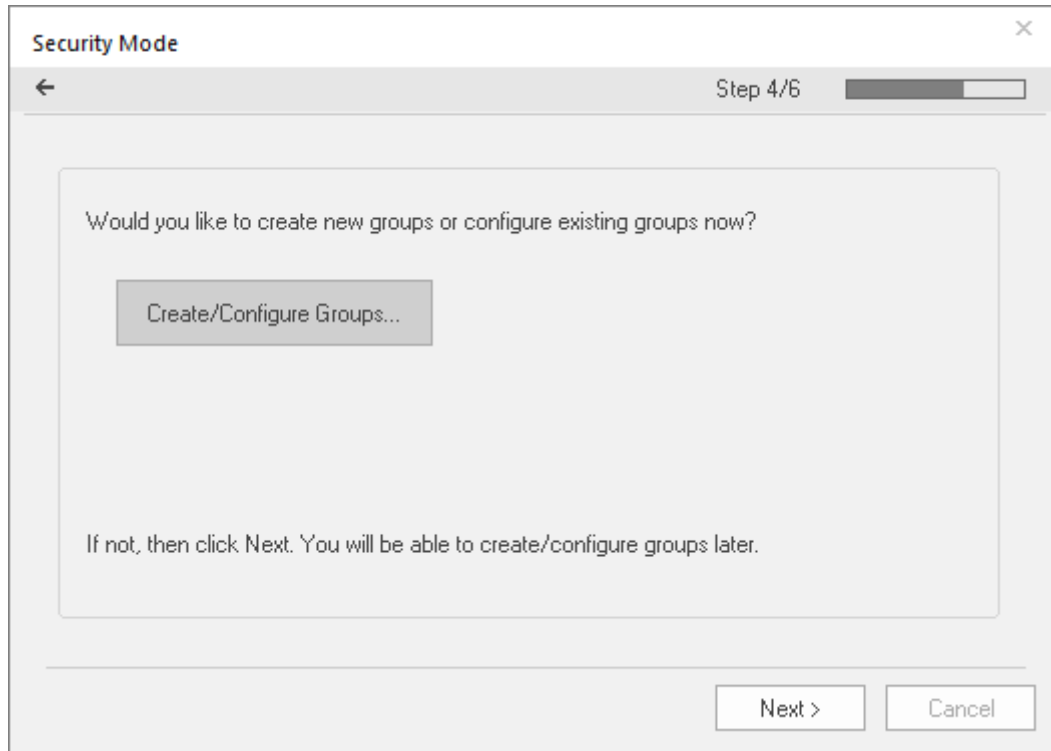 Security Mode
Step 4/6
Would you like to create new groups or configure existing groups now?
Create/Configure Groups...
If not, then click Next. You will be able to create/configure groups later.
Next >
Cancel